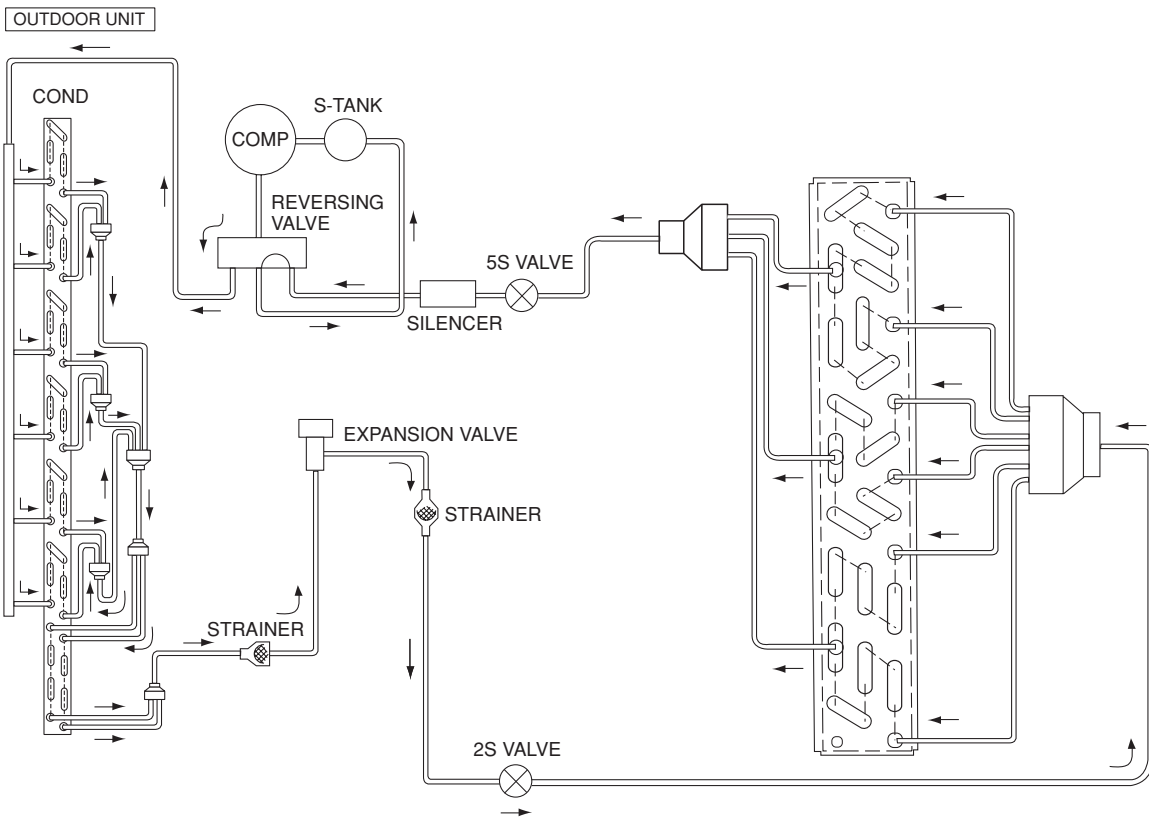 OUTDOOR UNIT
COND
S-TANK
COMP
REVERSING
VALVE
5S VALVE
SILENCER
EXPANSION VALVE
STRAINER
STRAINER
2S VALVE